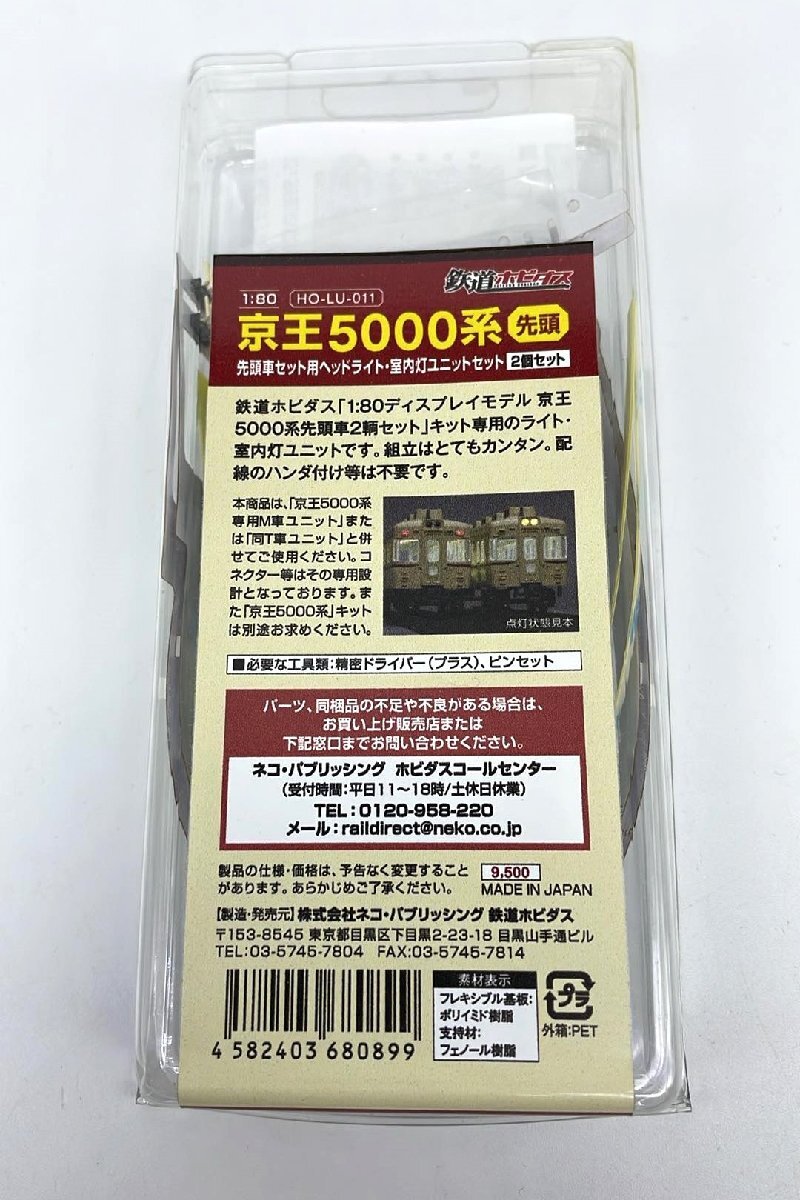 鉄道ホビダス
1:80 HO-LU-011
京王5000系 先頭
先頭車セット用ヘッドライト・室内灯ユニットセット 2個セット
鉄道ホビダス「1:80ディスプレイモデル 京王
5000系先頭車2輌セット」キット専用のライト・
室内灯ユニットです。組立はとてもカンタン。配
線のハンダ付け等は不要です。
本商品は、「京王5000系
専用M車ユニット」また
は「同T車ユニット」と併
せてご使用ください。コ
ネクター等はその専用設
計となっております。ま
た「京王5000系」キット
は別途お求めください。
点灯状態見本
■必要な工具類：精密ドライバー（プラス）、ピンセット
パーツ、同梱品の不足や不良がある場合は、
お買い上げ販売店または
下記窓口までお問い合わせください。
ネコ・パブリッシング ホビダスコールセンター
（受付時間：平日11～18時/土休日休業）
TEL：0120-958-220
メール：raildirect@neko.co.jp
製品の仕様・価格は、予告なく変更すること
があります。あらかじめご了承ください。
9,500
MADE IN JAPAN
【製造・発売元】株式会社ネコ・パブリッシング 鉄道ホビダス
〒153-8545 東京都目黒区下目黒2-23-18 目黒山手通ビル
TEL:03-5745-7804 FAX:03-5745-7814
4 582403 680899
素材表示
フレキシブル基板：
ポリイミド樹脂
支持材：
フェノール樹脂
プラ
外箱：PET